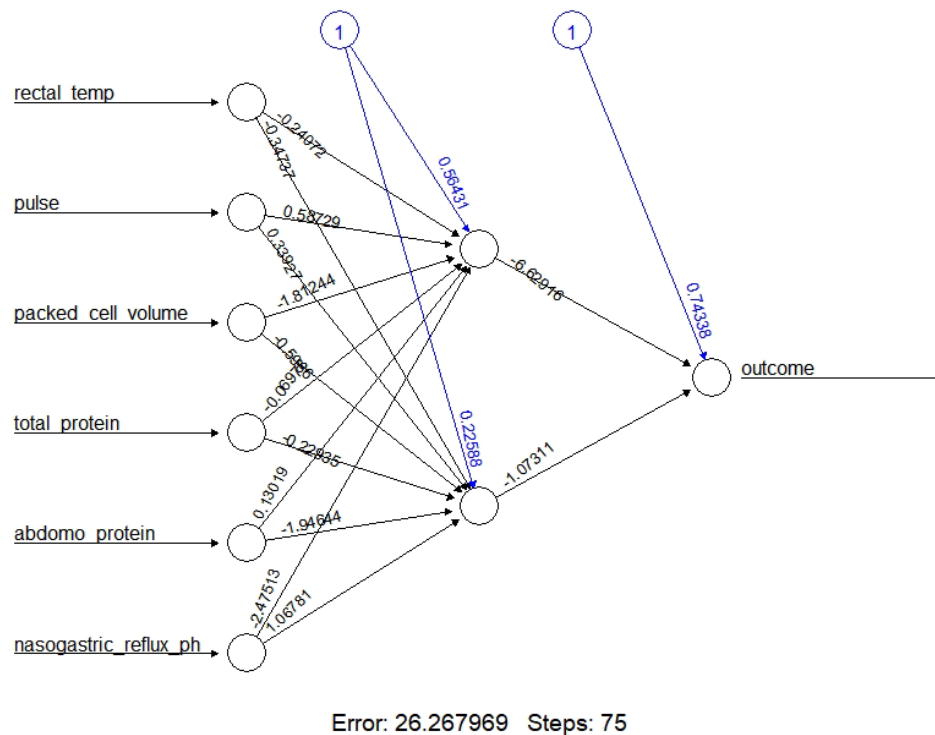 1
1
rectal_temp
-0.24072
-0.34737
0.56431
pulse
0.58729
0.33927
-6.62916
0.74338
packed_cell_volume
-1.81244
outcome
total_protein
-0.22935
0.22588
-1.07311
0.13019
abdomo_protein
-1.94644
-2.47513
1.06781
nasogastric_reflux_ph
Error: 26.267969 Steps: 75